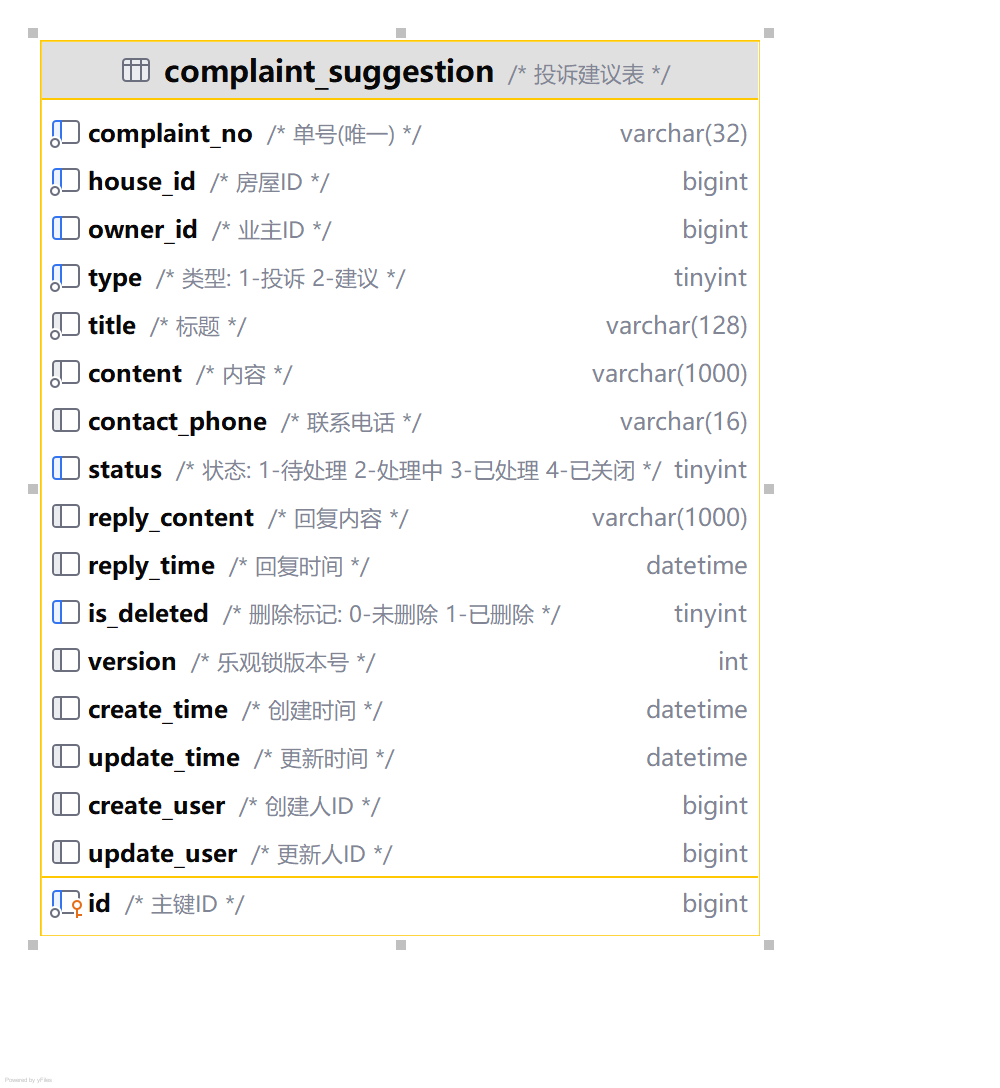 complaint_suggestion /* 投诉建议表 */
complaint_no /* 单号(唯一) */ varchar(32)
house_id /* 房屋ID */ bigint
owner_id /* 业主ID */ bigint
type /* 类型: 1-投诉 2-建议 */ tinyint
title /* 标题 */ varchar(128)
content /* 内容 */ varchar(1000)
contact_phone /* 联系电话 */ varchar(16)
status /* 状态: 1-待处理 2-处理中 3-已处理 4-已关闭 */ tinyint
reply_content /* 回复内容 */ varchar(1000)
reply_time /* 回复时间 */ datetime
is_deleted /* 删除标记: 0-未删除 1-已删除 */ tinyint
version /* 乐观锁版本号 */ int
create_time /* 创建时间 */ datetime
update_time /* 更新时间 */ datetime
create_user /* 创建人ID */ bigint
update_user /* 更新人ID */ bigint
id /* 主键ID */ bigint
Powered by yFiles